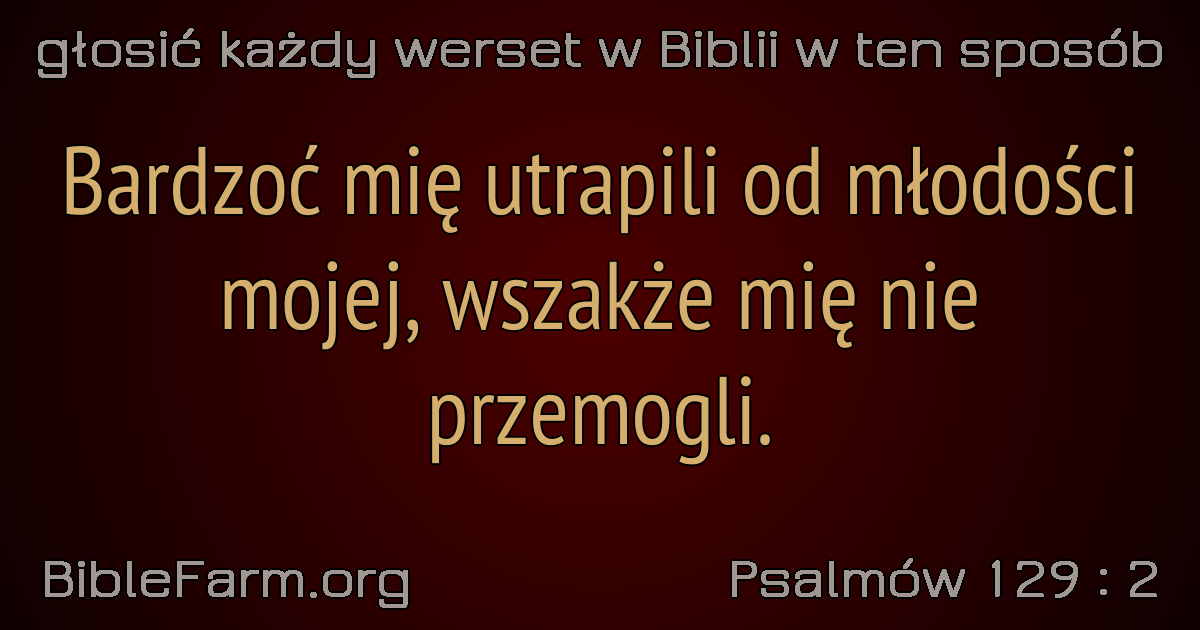 głosić każdy werset w Biblii w ten sposób
Bardzoć mię utrapili od młodości
mojej, wszakże mię nie
przemogli.
BibleFarm.org
Psalmów 129 : 2